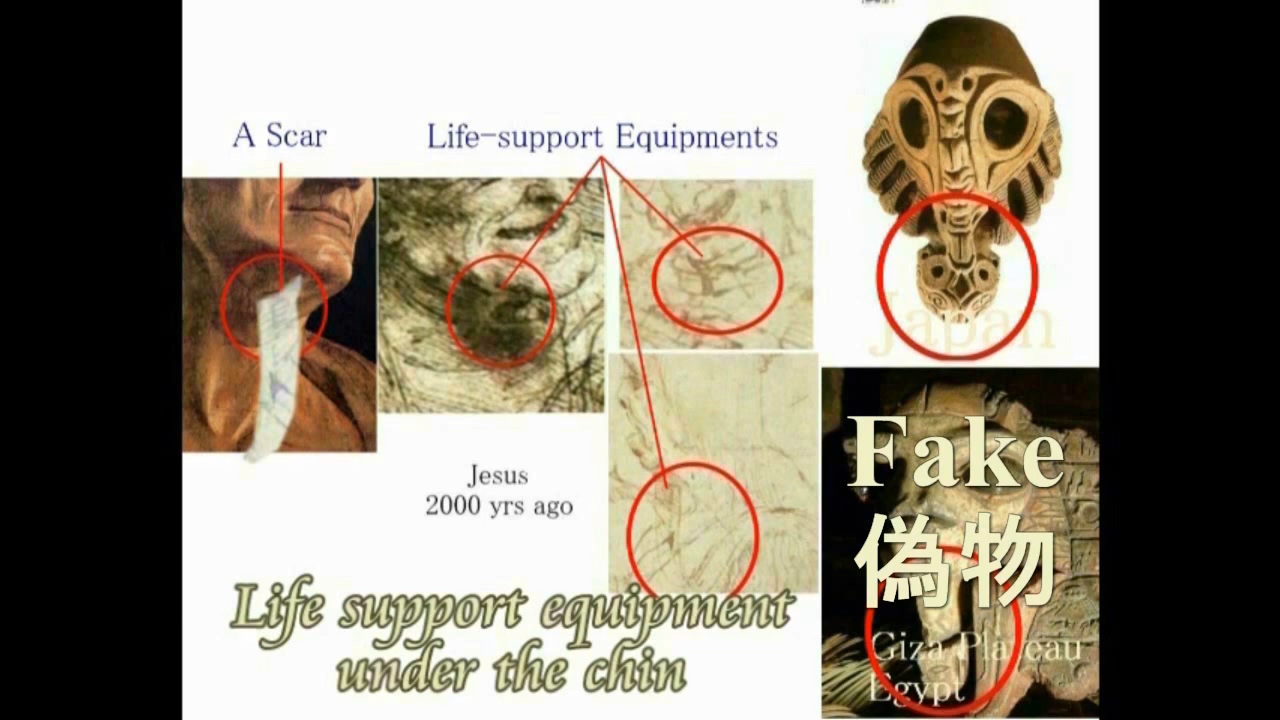 A Scar
Life-support Equipments
Jesus
2000 yrs ago
Life support equipment
under the chin
Japan
Fake
偽物
Giza Plateau
Egypt